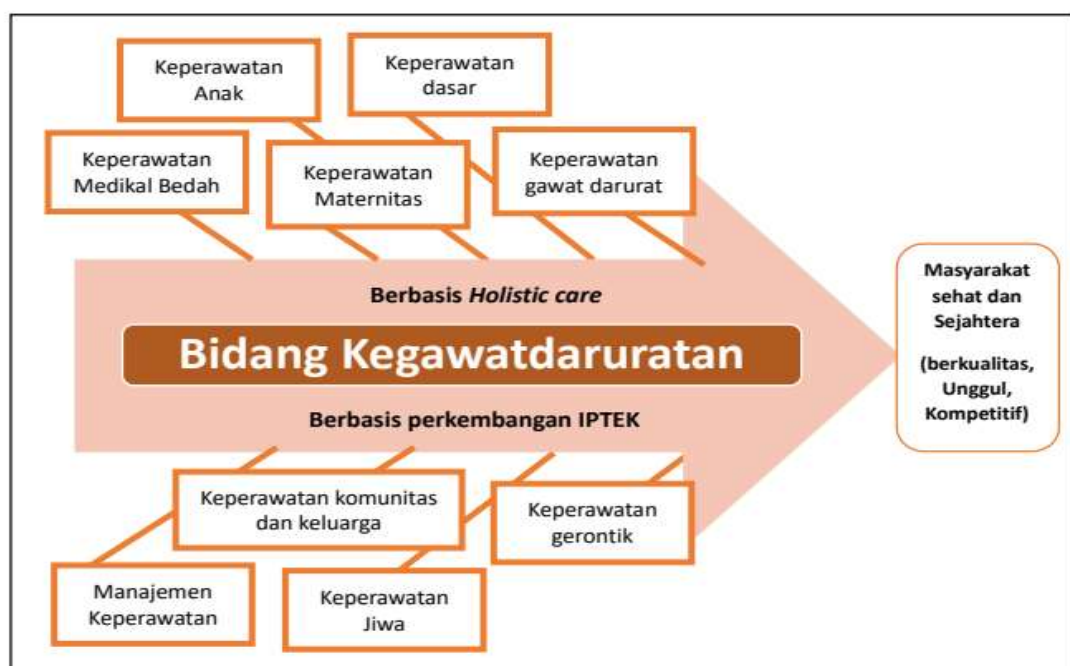 Keperawatan
Anak
Keperawatan
dasar
Keperawatan
Medikal Bedah
Keperawatan
Maternitas
Keperawatan
gawat darurat
Berbasis Holistic care
Bidang Kegawatdaruratan
Berbasis perkembangan IPTEK
Masyarakat
sehat dan
Sejahtera
(berkualitas,
Unggul,
Kompetitif)
Keperawatan komunitas
dan keluarga
Keperawatan
gerontik
Manajemen
Keperawatan
Keperawatan
Jiwa